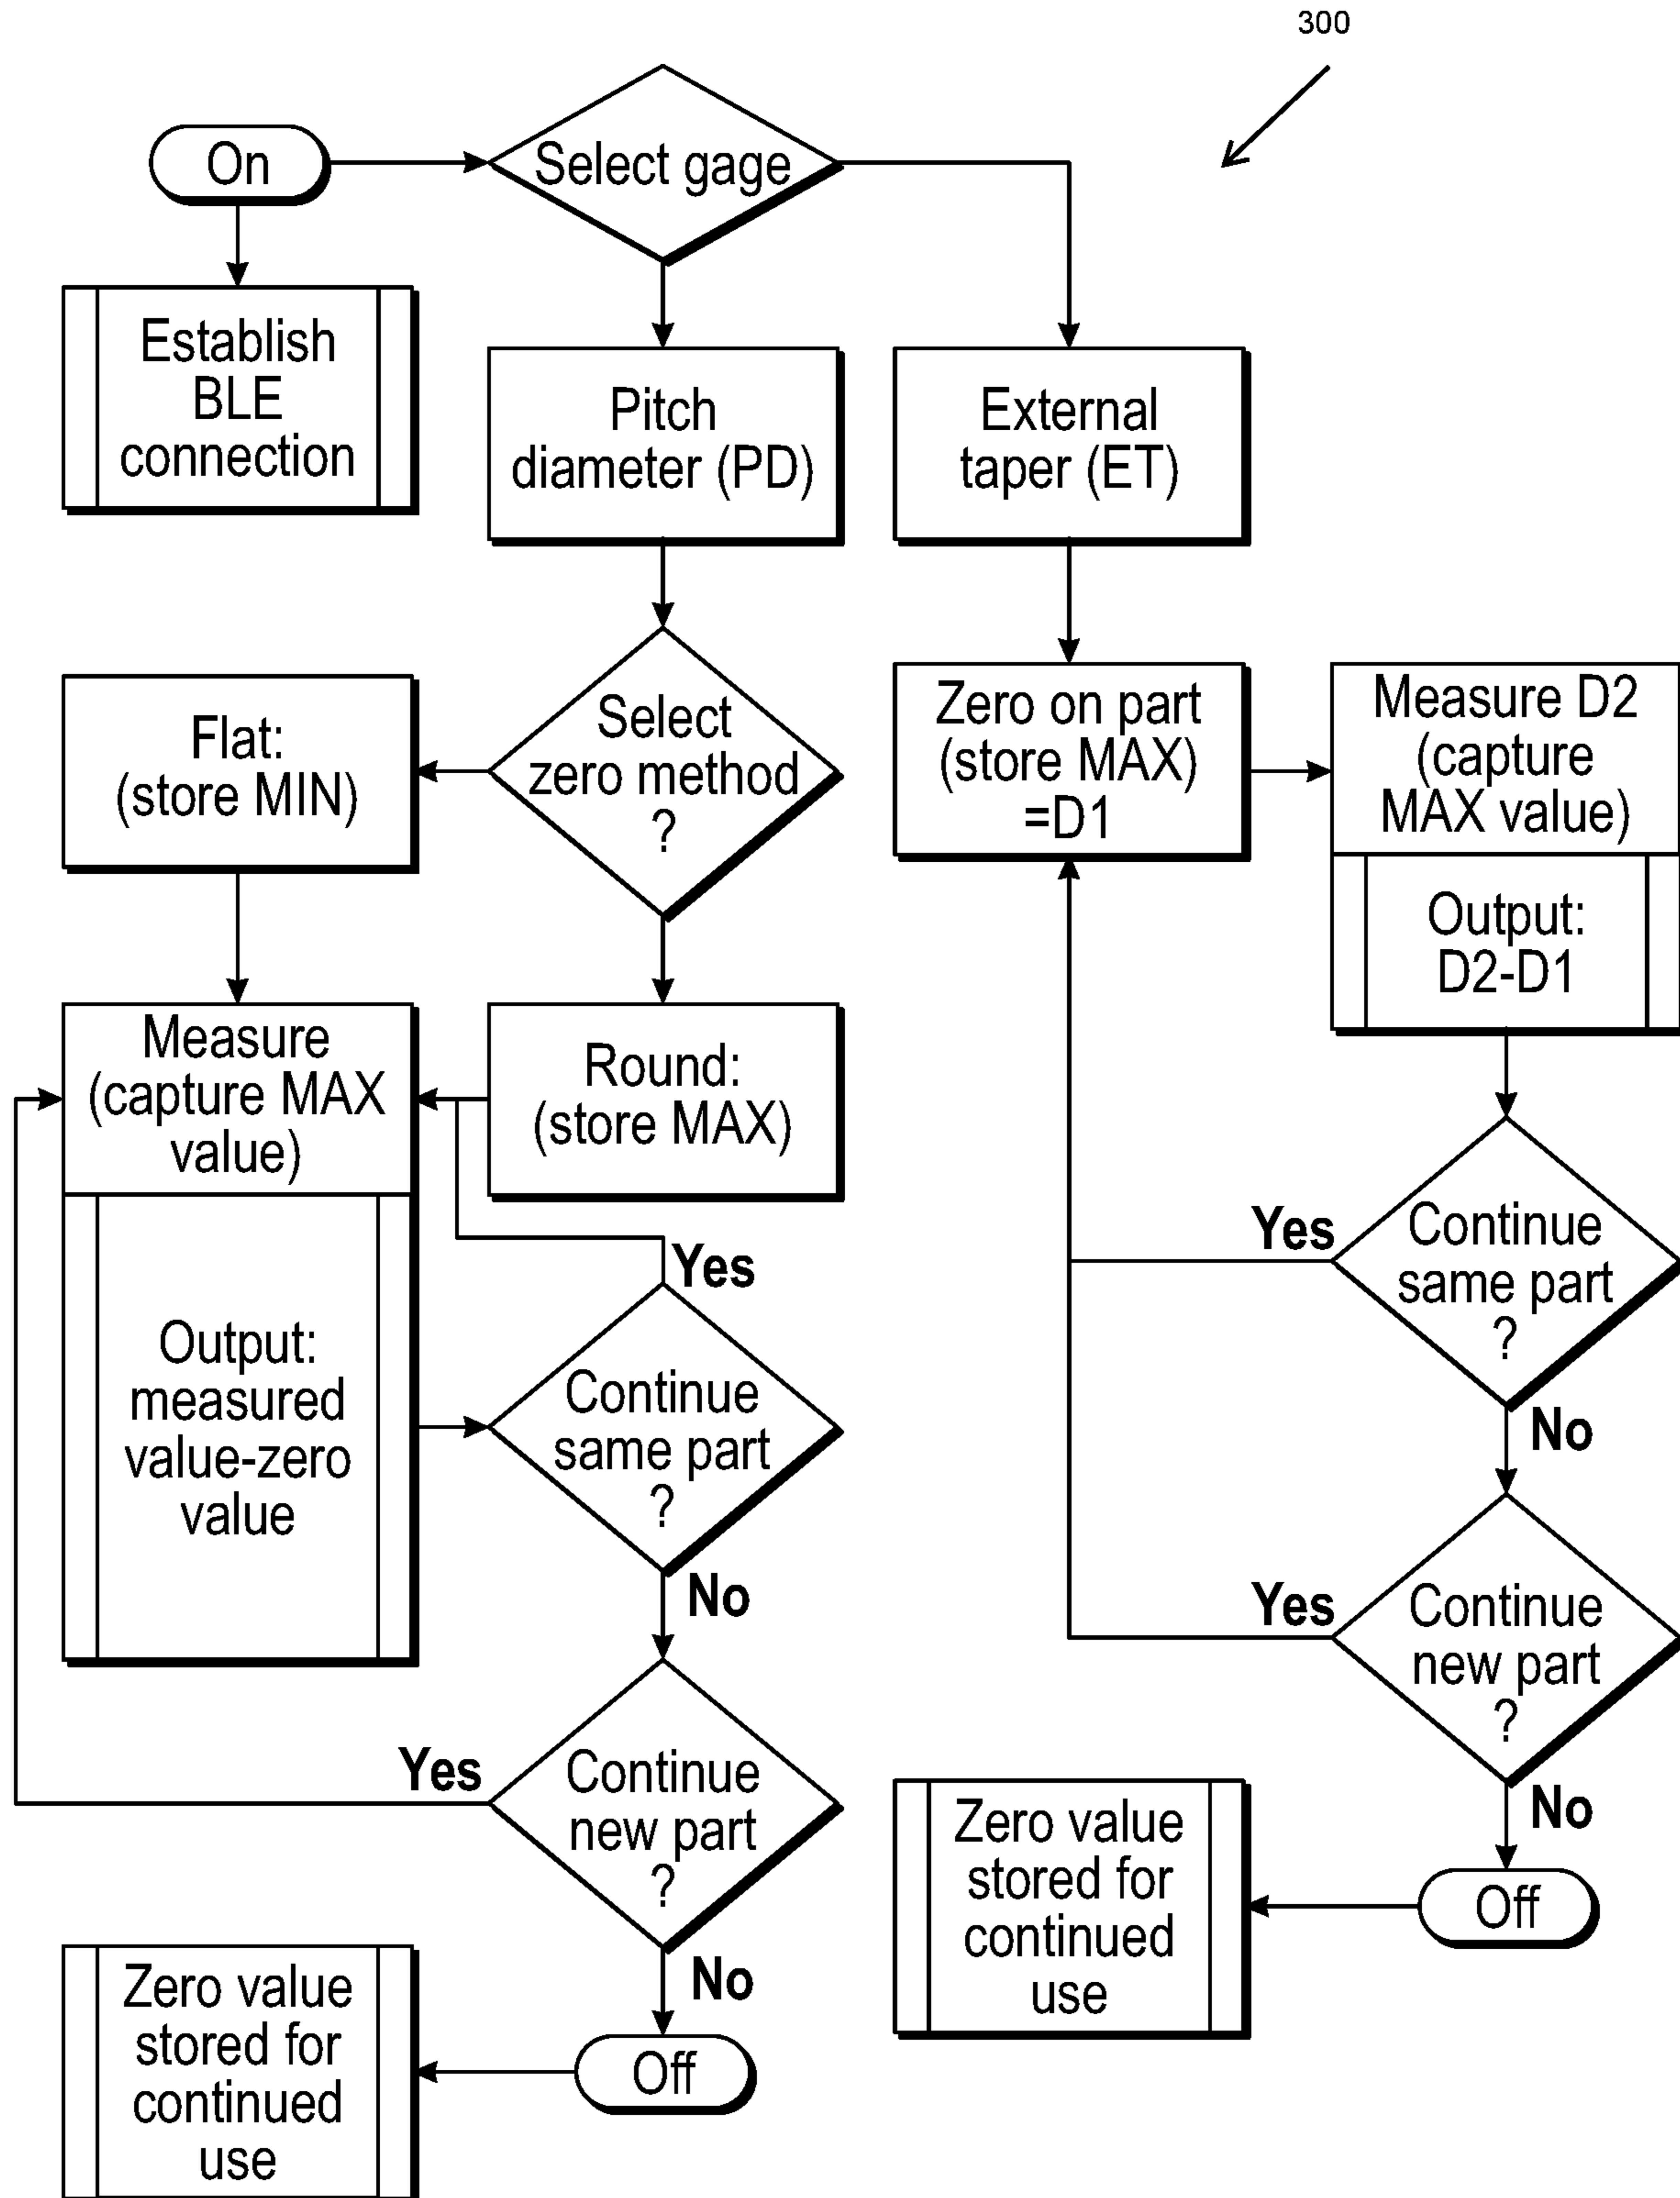 300
On
Select gage
Establish
BLE
connection
Pitch
diameter (PD)
External
taper (ET)
Flat:
(store MIN)
Select
zero method
?
Zero on part
(store MAX)
=D1
Measure D2
(capture
MAX value)
Output:
D2-D1
Measure
(capture MAX
value)
Round:
(store MAX)
Yes
Output:
measured
value-zero
value
Continue
same part
?
No
Yes
Continue
same part
?
No
Yes
Continue
new part
?
No
Yes
Continue
new part
?
No
Zero value
stored for
continued
use
Off
Zero value
stored for
continued
use
Off